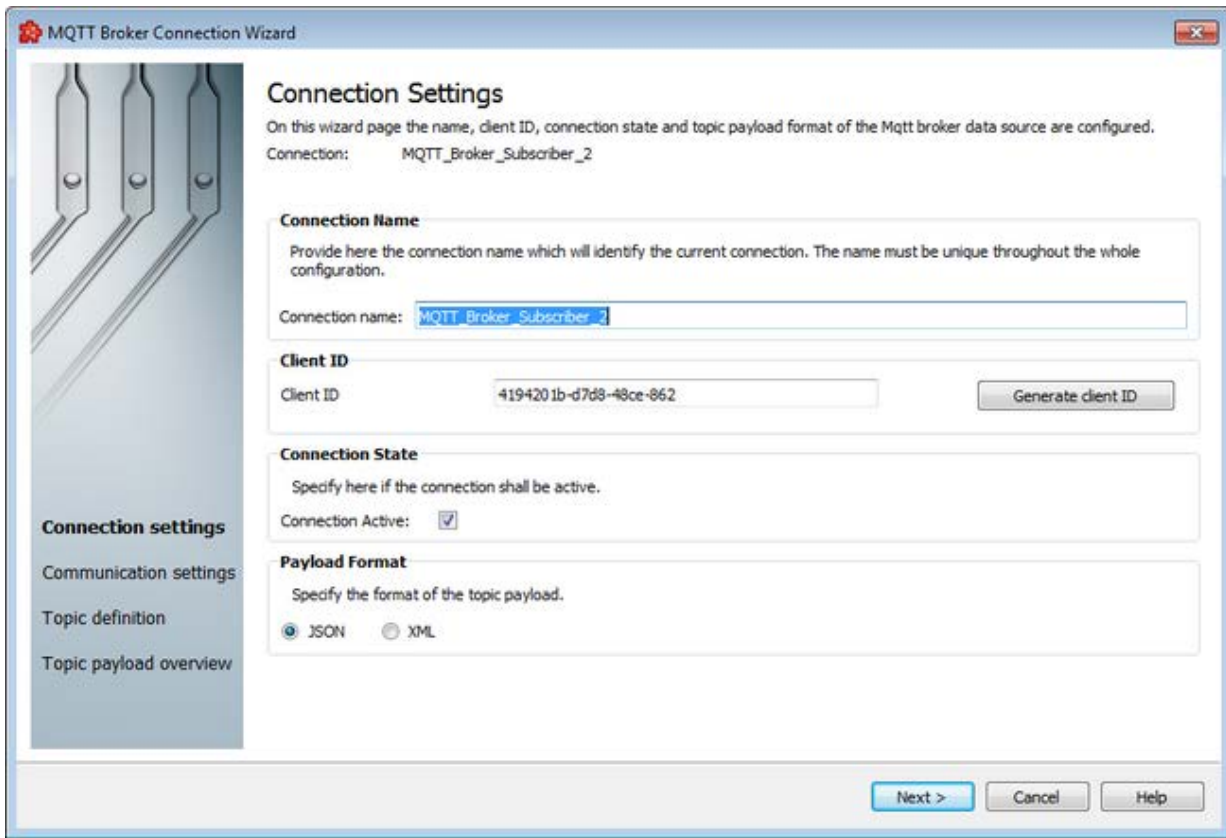 MQTT Broker Connection Wizard
Connection Settings
On this wizard page the name, client ID, connection state and topic payload format of the Mqtt broker data source are configured.
Connection: MQTT_Broker_Subscriber_2
Connection Name
Provide here the connection name which will identify the current connection. The name must be unique throughout the whole
configuration.
Connection name: MQTT_Broker_Subscriber_2
Client ID
Client ID 4194201b-d7d8-48ce-862 Generate client ID
Connection State
Specify here if the connection shall be active.
Connection Active:
Payload Format
Specify the format of the topic payload.
JSON XML
Connection settings
Communication settings
Topic definition
Topic payload overview
Next > Cancel Help